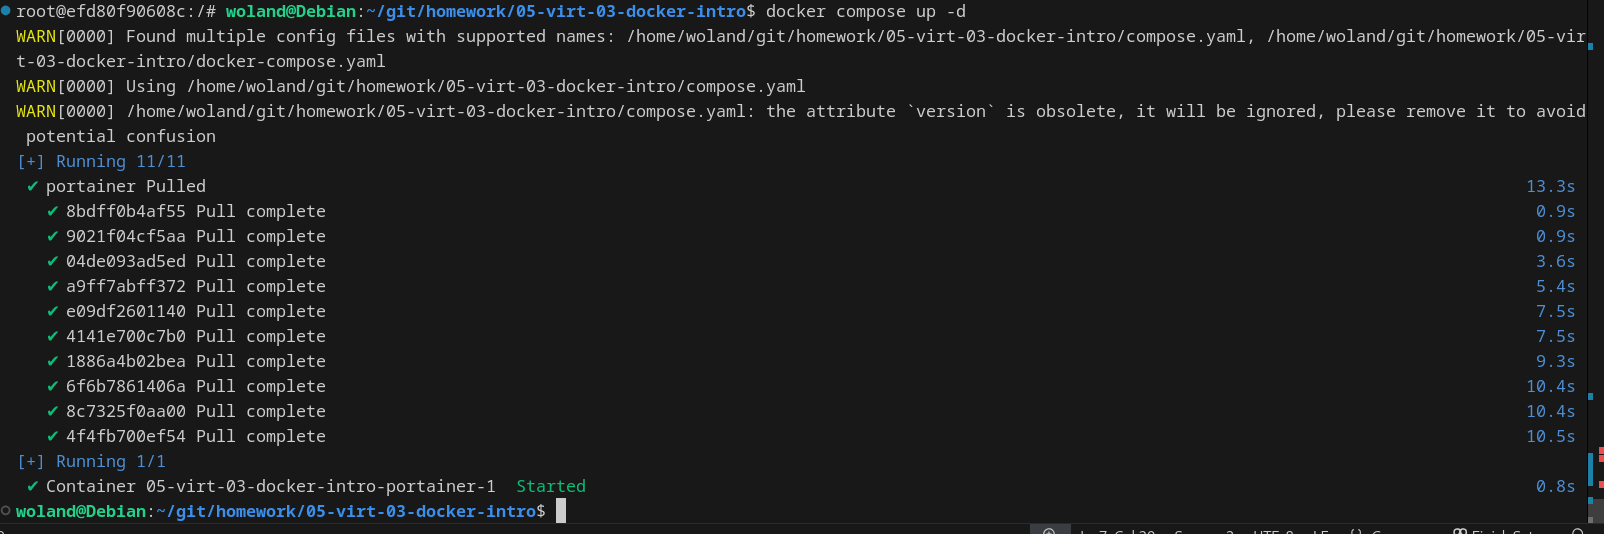 root@efd80f90608c:/# woland@Debian:~/git/homework/05-virt-03-docker-intro$ docker compose up -d
WARN[0000] Found multiple config files with supported names: /home/woland/git/homework/05-virt-03-docker-intro/compose.yaml, /home/woland/git/homework/05-vir
t-03-docker-intro/docker-compose.yaml
WARN[0000] Using /home/woland/git/homework/05-virt-03-docker-intro/compose.yaml
WARN[0000] /home/woland/git/homework/05-virt-03-docker-intro/compose.yaml: the attribute `version` is obsolete, it will be ignored, please remove it to avoid
potential confusion
[+] Running 11/11
✔ portainer Pulled 13.3s
✔ 8bdff0b4af55 Pull complete 0.9s
✔ 9021f04cf5aa Pull complete 0.9s
✔ 04de093ad5ed Pull complete 3.6s
✔ a9ff7abff372 Pull complete 5.4s
✔ e09df2601140 Pull complete 7.5s
✔ 4141e700c7b0 Pull complete 7.5s
✔ 1886a4b02bea Pull complete 9.3s
✔ 6f6b7861406a Pull complete 10.4s
✔ 8c7325f0aa00 Pull complete 10.4s
✔ 4f4fb700ef54 Pull complete 10.5s
[+] Running 1/1
✔ Container 05-virt-03-docker-intro-portainer-1 Started 0.8s
woland@Debian:~/git/homework/05-virt-03-docker-intro$